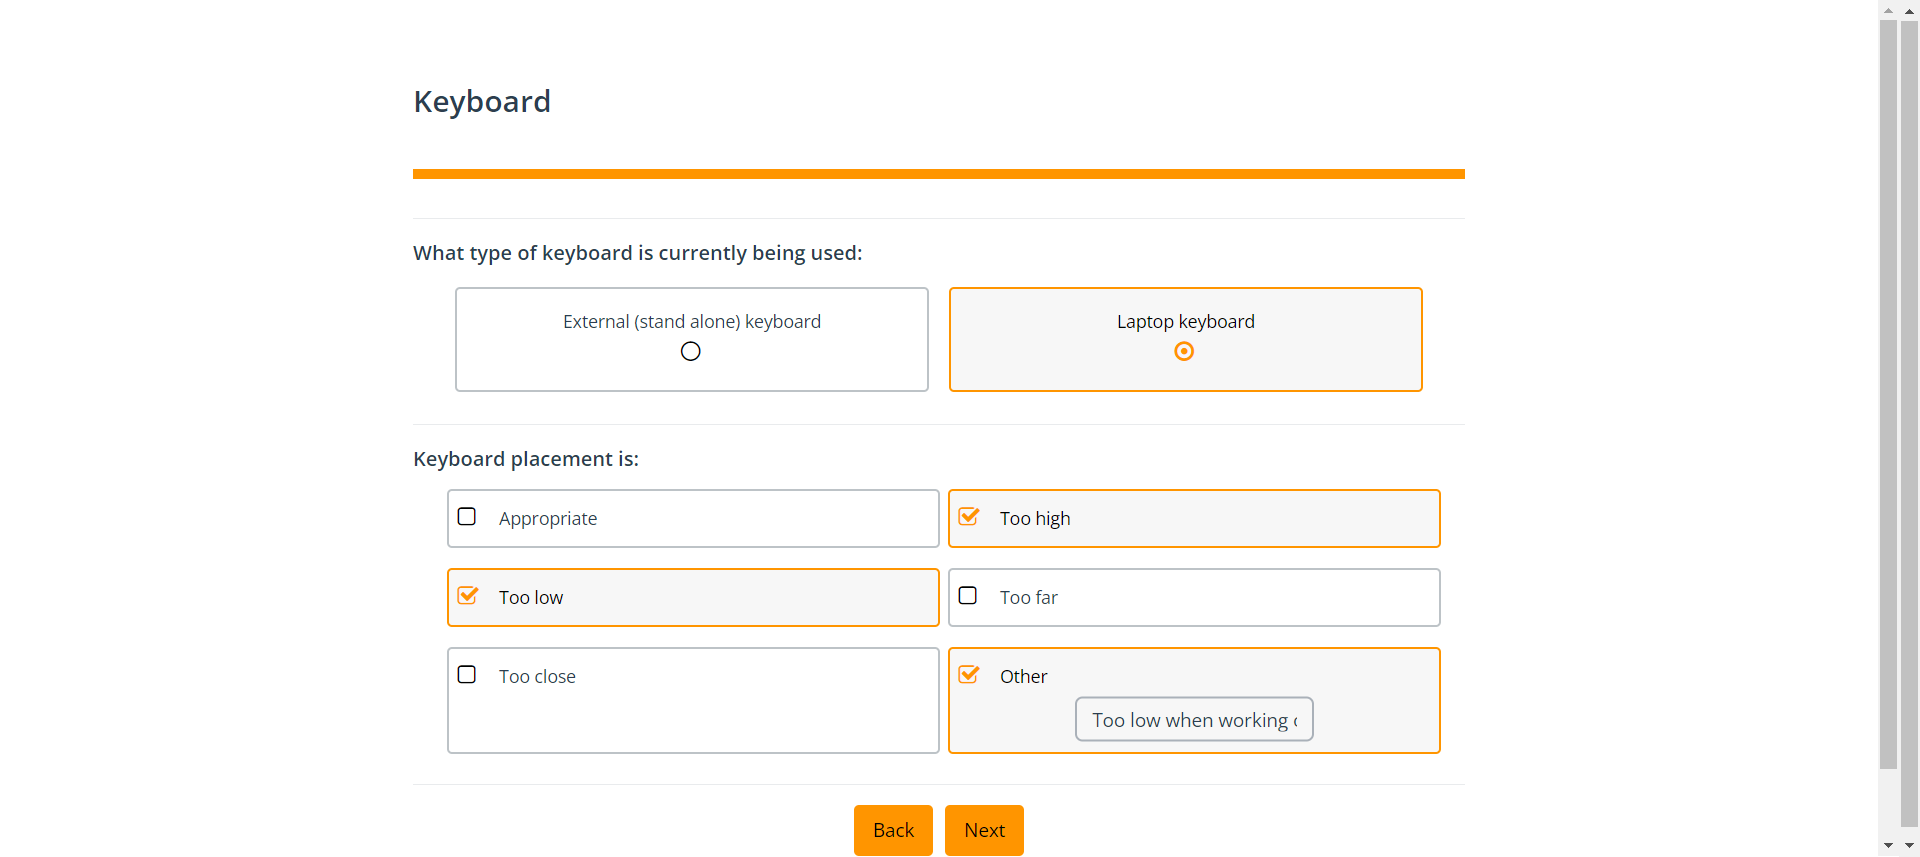 Keyboard
What type of keyboard is currently being used:
External (stand alone) keyboard
Laptop keyboard
Keyboard placement is:
Appropriate
Too high
Too low
Too far
Too close
Other
Too low when working
Back
Next